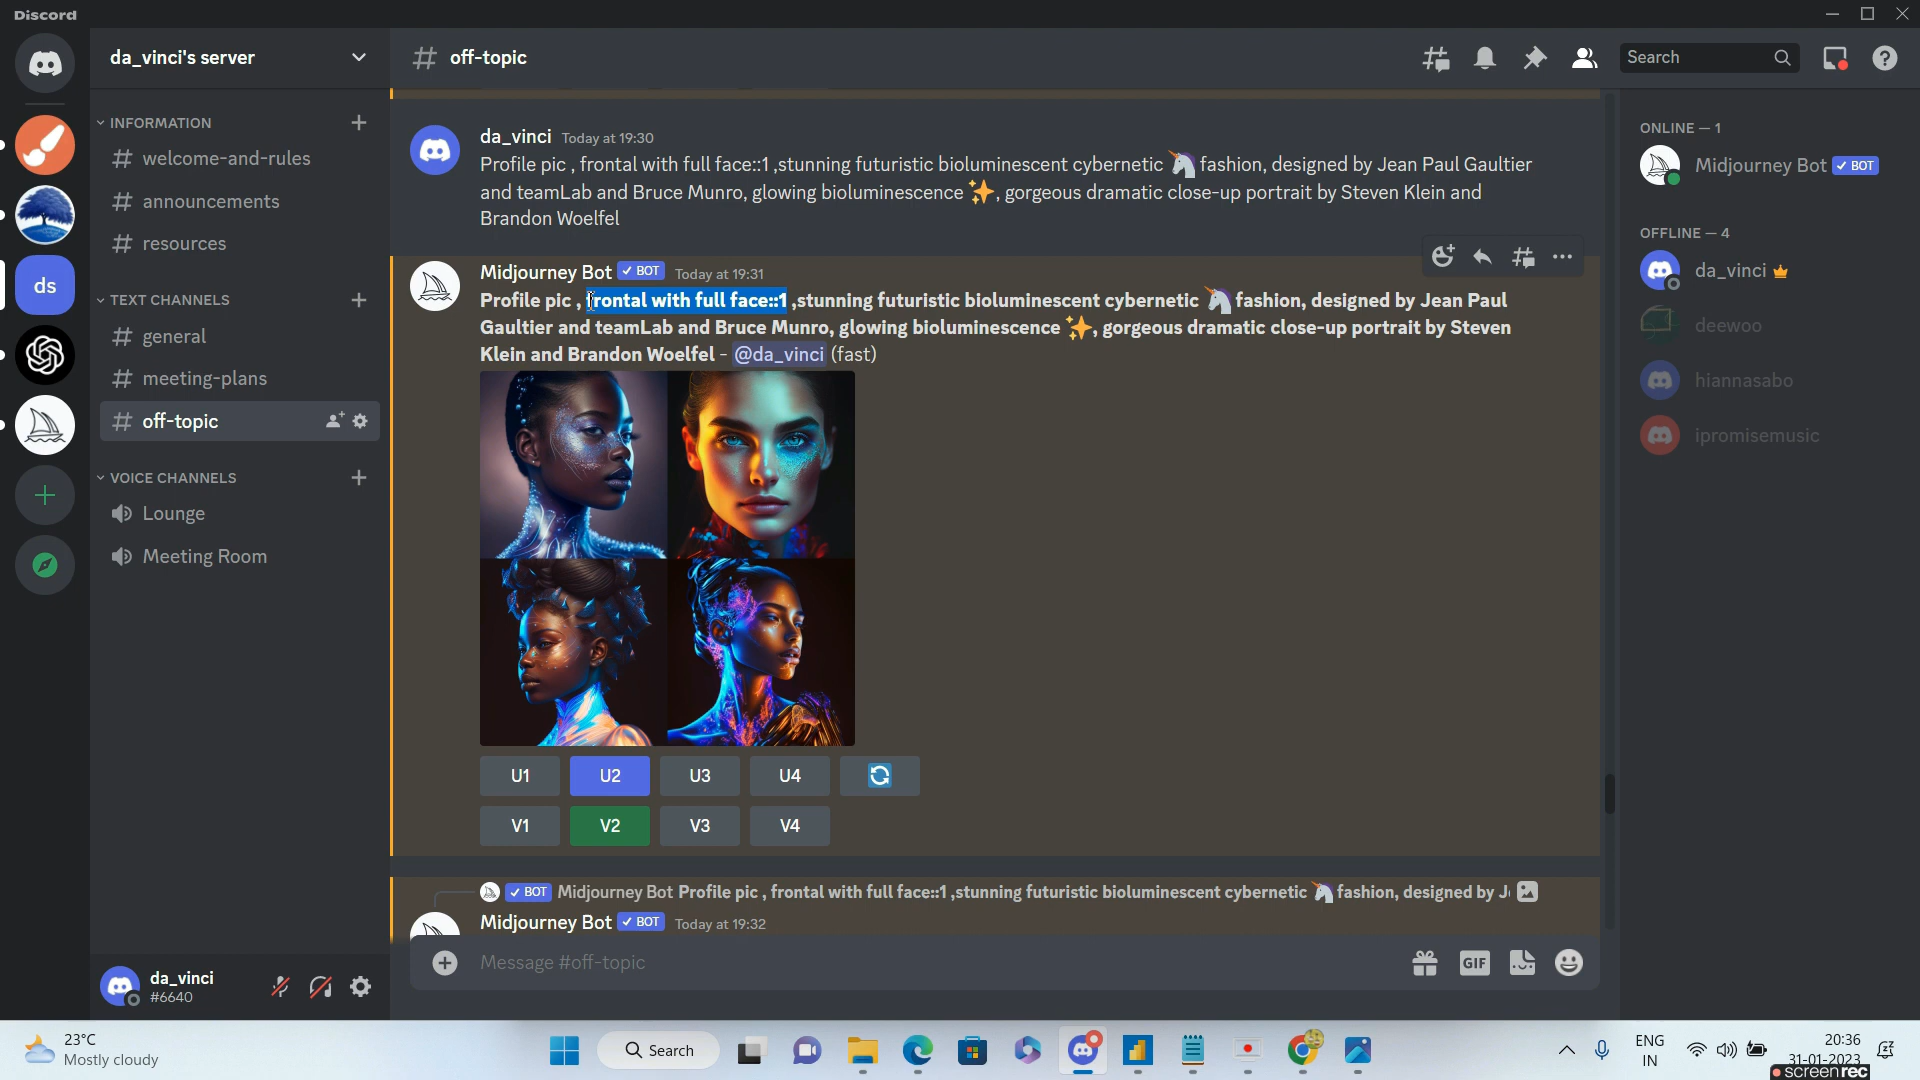 Discord
da_vinci's server
off-topic
Search
INFORMATION
welcome-and-rules
announcements
resources
TEXT CHANNELS
general
meeting-plans
off-topic
VOICE CHANNELS
Lounge
Meeting Room
ds
da_vinci
#6640
da_vinci Today at 19:30
Profile pic , frontal with full face::1 ,stunning futuristic bioluminescent cybernetic 🦄 fashion, designed by Jean Paul Gaultier
and teamLab and Bruce Munro, glowing bioluminescence ✨, gorgeous dramatic close-up portrait by Steven Klein and
Brandon Woelfel
Midjourney Bot ✓ BOT Today at 19:31
Profile pic , frontal with full face::1 ,stunning futuristic bioluminescent cybernetic 🦄 fashion, designed by Jean Paul
Gaultier and teamLab and Bruce Munro, glowing bioluminescence ✨, gorgeous dramatic close-up portrait by Steven
Klein and Brandon Woelfel - @da_vinci (fast)
U1 U2 U3 U4
V1 V2 V3 V4
✓ BOT Midjourney Bot Profile pic , frontal with full face::1 ,stunning futuristic bioluminescent cybernetic 🦄 fashion, designed by J
Midjourney Bot ✓ BOT Today at 19:32
Message #off-topic
GIF
ONLINE — 1
Midjourney Bot ✓ BOT
OFFLINE — 4
da_vinci
deewoo
hiannasabo
ipromisemusic
23°C
Mostly cloudy
Search
ENG
IN
20:36
31-01-2023
screenrec